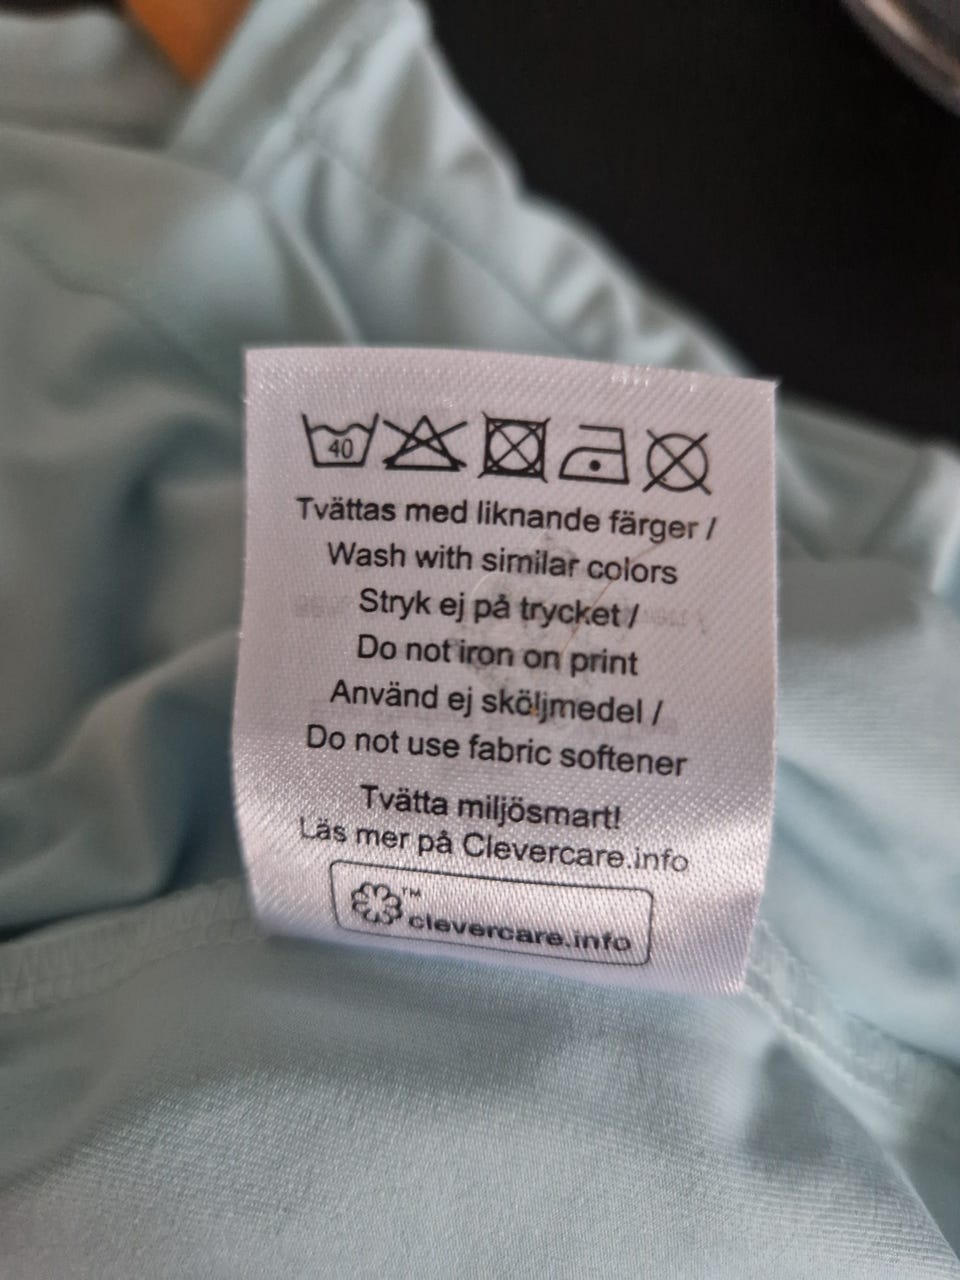 40
Tvättas med liknande färger /
Wash with similar colors
Stryk ej på trycket /
Do not iron on print
Använd ej sköljmedel /
Do not use fabric softener
Tvätta miljösmart!
Läs mer på Clevercare.info
™
clevercare.info